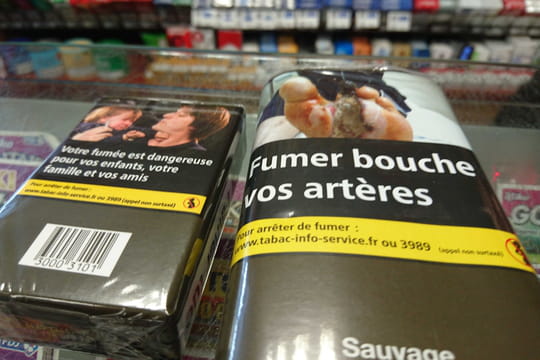 Votre fumée est dangereuse
pour vos enfants, votre
famille et vos amis
Pour arrêter de fumer :
www.tabac-info-service.fr ou 3989 (appel non surtaxé)
3000 3101
Fumer bouche
vos artères
Pour arrêter de fumer :
www.tabac-info-service.fr ou 3989 (appel non surtaxé)
Sauvage